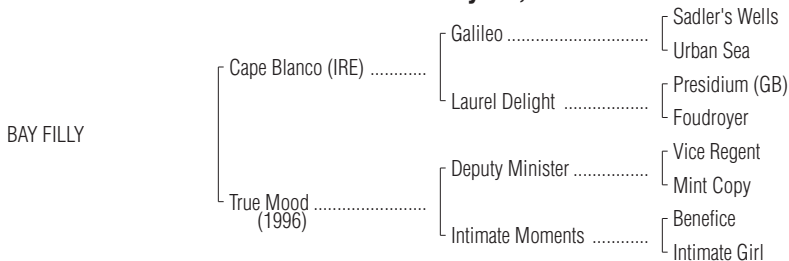 Sadler's Wells
Galileo ..............................
Urban Sea
Cape Blanco (IRE) ............
Presidium (GB)
Laurel Delight ..................
Foudroyer
BAY FILLY
Vice Regent
Deputy Minister ................
Mint Copy
True Mood ........................
(1996)
Benefice
Intimate Moments ............
Intimate Girl